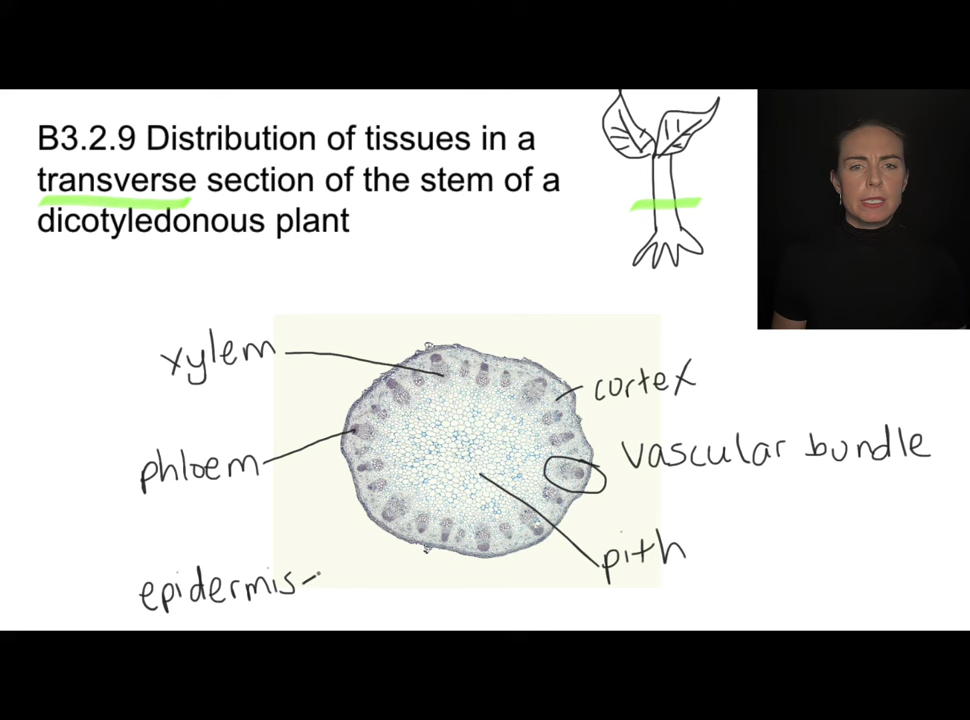 B3.2.9 Distribution of tissues in a
transverse section of the stem of a
dicotyledonous plant
xylem
cortex
vascular bundle
phloem
pith
epidermis